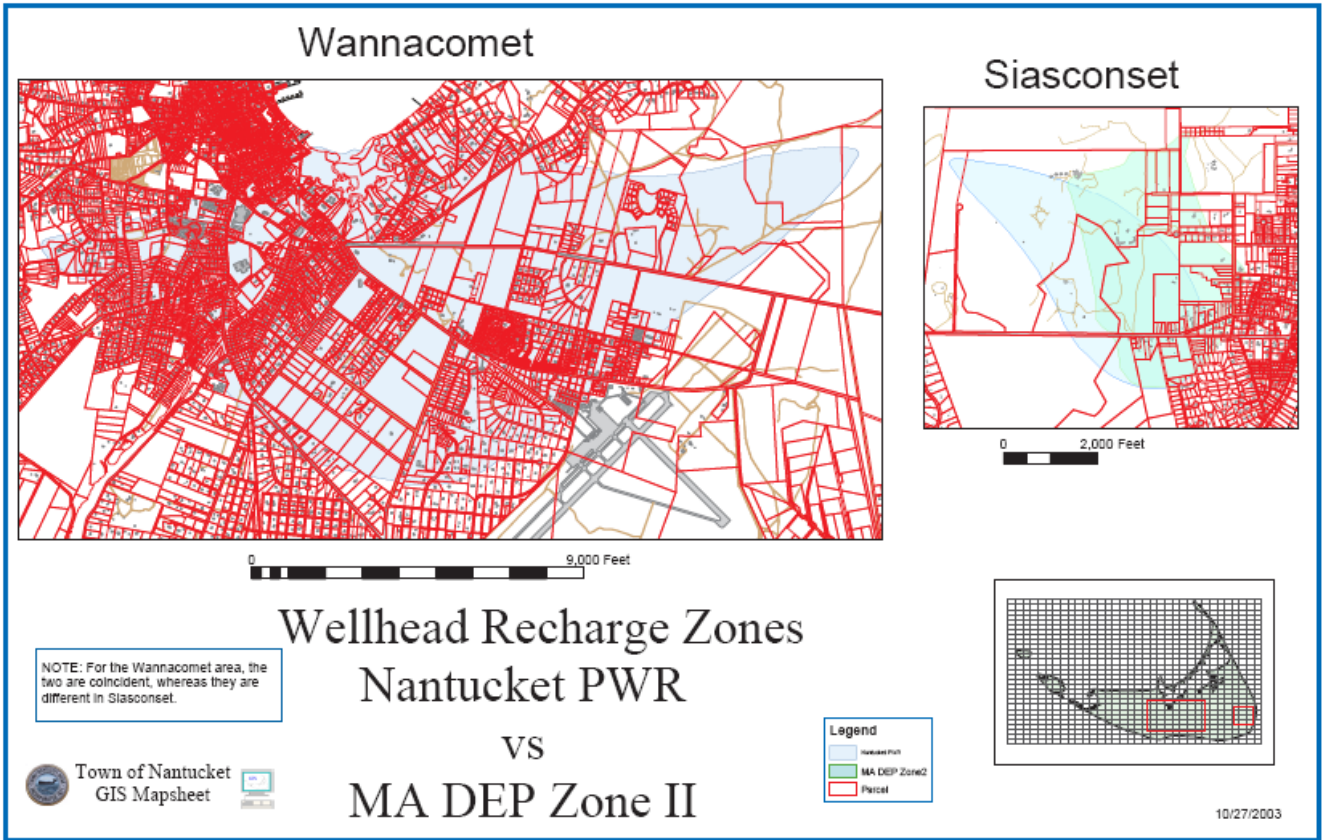 Wannacomet
Siasconset
0 2,000 Feet
0 9,000 Feet
Wellhead Recharge Zones
Nantucket PWR
vs
MA DEP Zone II
NOTE: For the Wannacomet area, the
two are coincident, whereas they are
different in Siasconset.
Town of Nantucket
GIS Mapsheet
Legend
Nantucket PWR
MA DEP Zone2
Parcel
10/27/2003